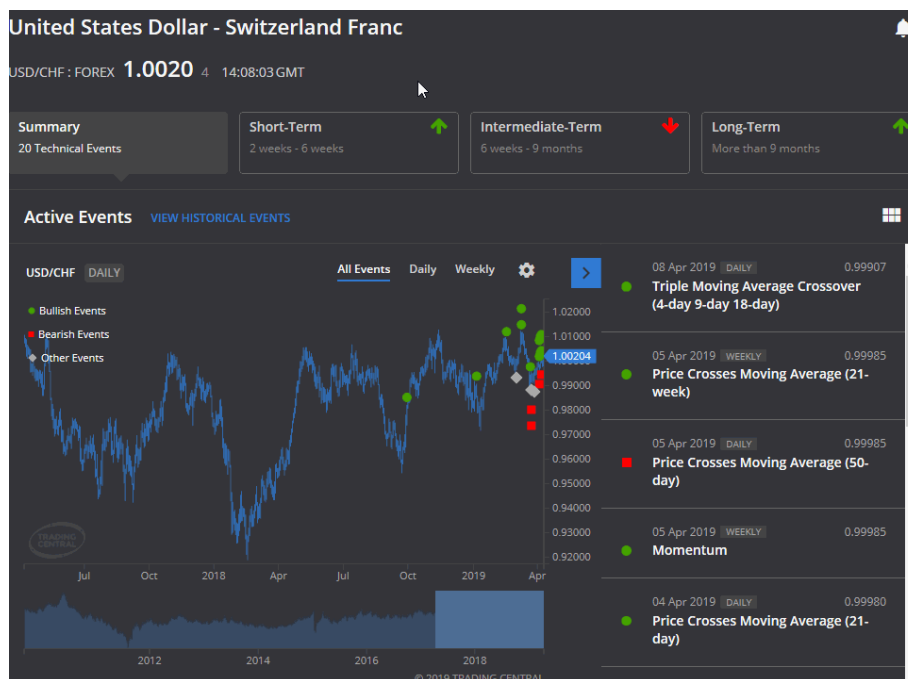 United States Dollar - Switzerland Franc
USD/CHF : FOREX 1.0020 4 14:08:03 GMT
Summary
20 Technical Events
Short-Term
2 weeks - 6 weeks
Intermediate-Term
6 weeks - 9 months
Long-Term
More than 9 months
Active Events VIEW HISTORICAL EVENTS
USD/CHF DAILY
All Events Daily Weekly
Bullish Events
Bearish Events
Other Events
1.02000
1.01000
1.00204
0.99000
0.98000
0.97000
0.96000
0.95000
0.94000
0.93000
0.92000
TRADING
CENTRAL
Jul Oct 2018 Apr Jul Oct 2019 Apr
2012 2014 2016 2018
© 2019 TRADING CENTRAL
08 Apr 2019 DAILY 0.99907
Triple Moving Average Crossover
(4-day 9-day 18-day)
05 Apr 2019 WEEKLY 0.99985
Price Crosses Moving Average (21-
week)
05 Apr 2019 DAILY 0.99985
Price Crosses Moving Average (50-
day)
05 Apr 2019 WEEKLY 0.99985
Momentum
04 Apr 2019 DAILY 0.99980
Price Crosses Moving Average (21-
day)